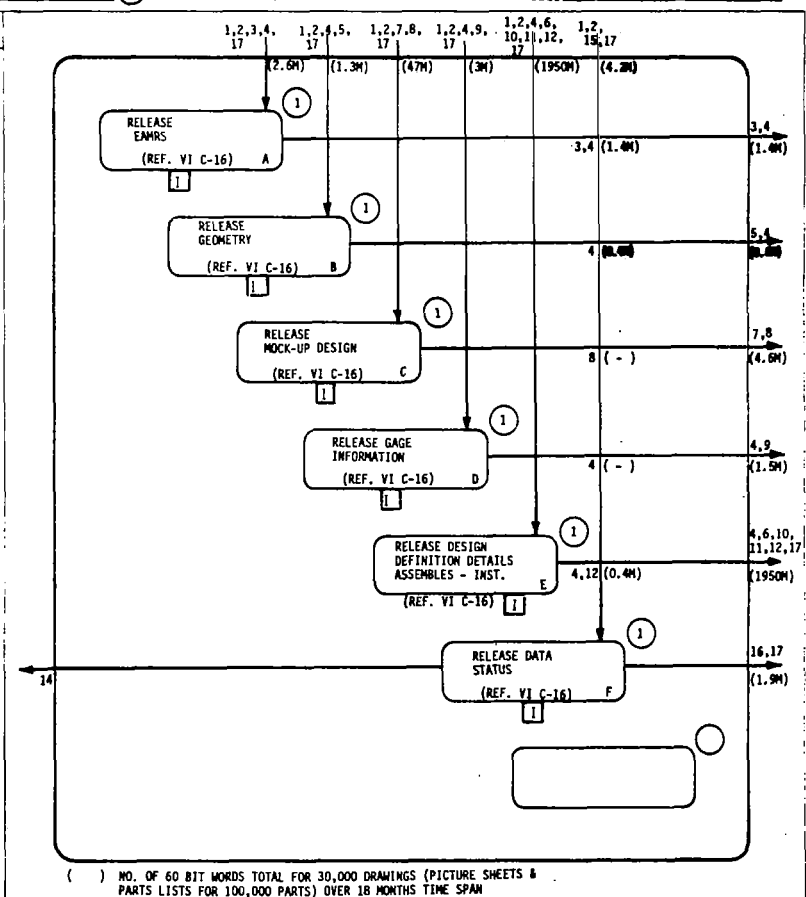 1,2,3,4, 1,2,4,5, 1,2,7,8, 1,2,4,9, 1,2,4,6, 1,2,
17 17 17 17 10,11,12, 15,17
17
(2.6M) (1.3M) (47M) (3M) (1950M) (4.2M)
1
RELEASE
EAMRS
(REF. VI C-16) A
I
3,4 (1.4M)
3,4
(1.4M)
1
RELEASE
GEOMETRY
(REF. VI C-16) B
I
4
5,4
1
RELEASE
MOCK-UP DESIGN
(REF. VI C-16) C
I
8 ( - )
7,8
(4.6M)
1
RELEASE GAGE
INFORMATION
(REF. VI C-16) D
I
4 ( - )
4,9
(1.5M)
1
RELEASE DESIGN
DEFINITION DETAILS
ASSEMBLES - INST.
E
(REF. VI C-16) I
4,12 (0.4M)
4,6,10,
11,12,17
(1950M)
1
RELEASE DATA
STATUS
(REF. VI C-16) F
I
14
16,17
(1.9M)
( ) NO. OF 60 BIT WORDS TOTAL FOR 30,000 DRAWINGS (PICTURE SHEETS &
PARTS LISTS FOR 100,000 PARTS) OVER 18 MONTHS TIME SPAN